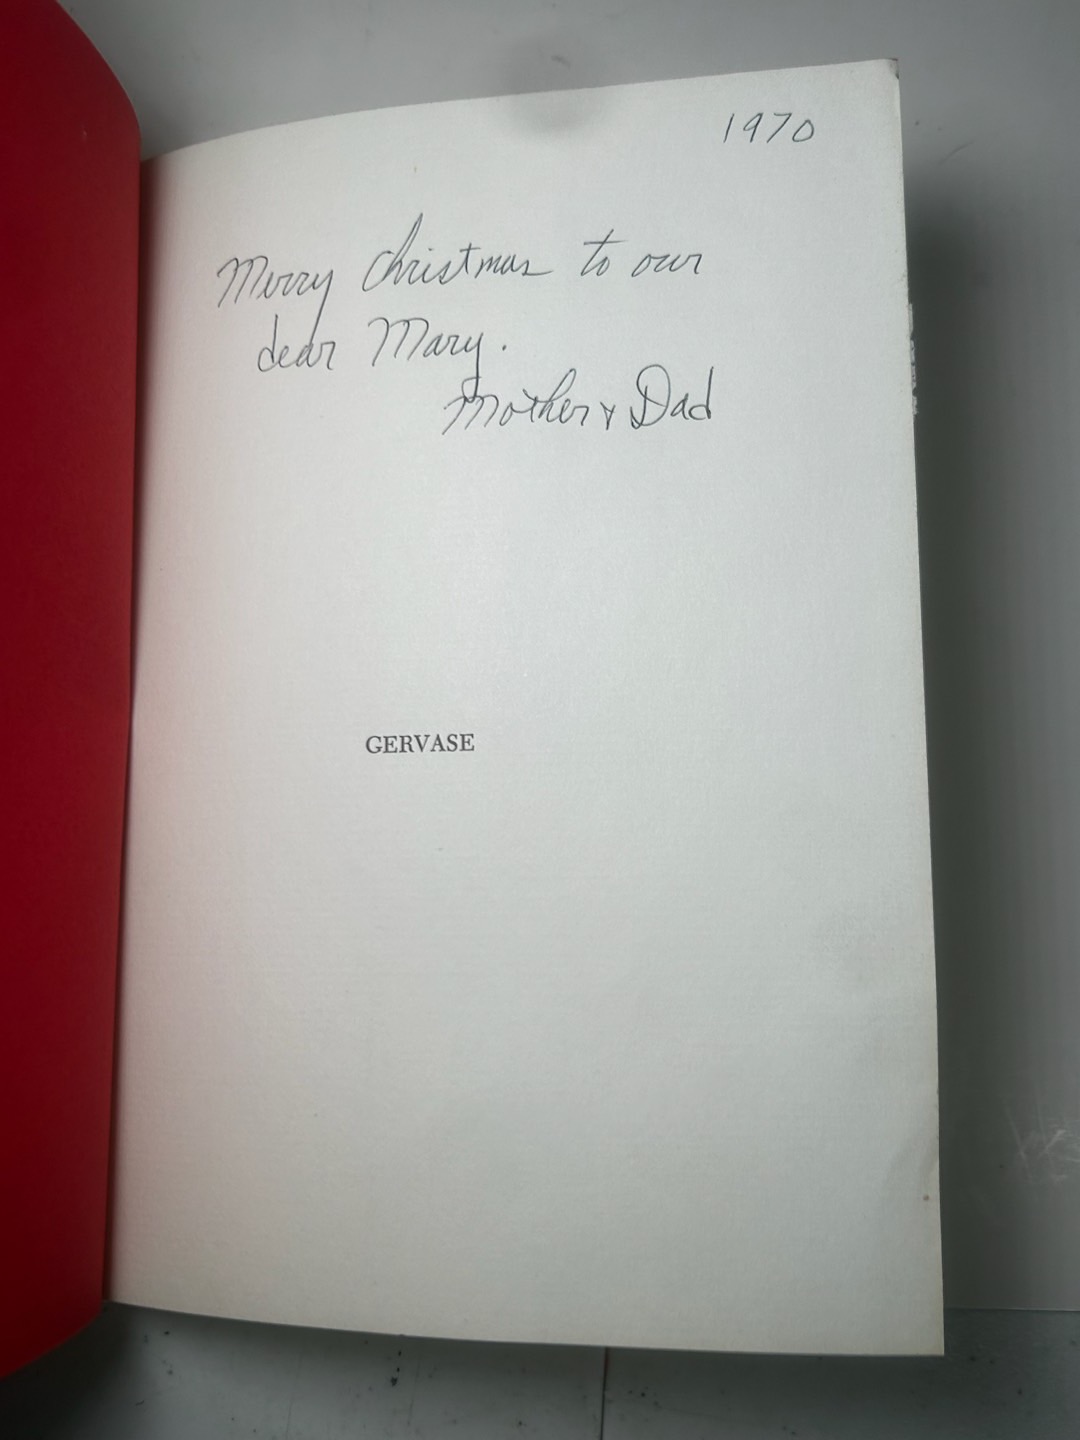 1970
Merry Christmas to our
dear Mary.
Mother & Dad
GERVASE